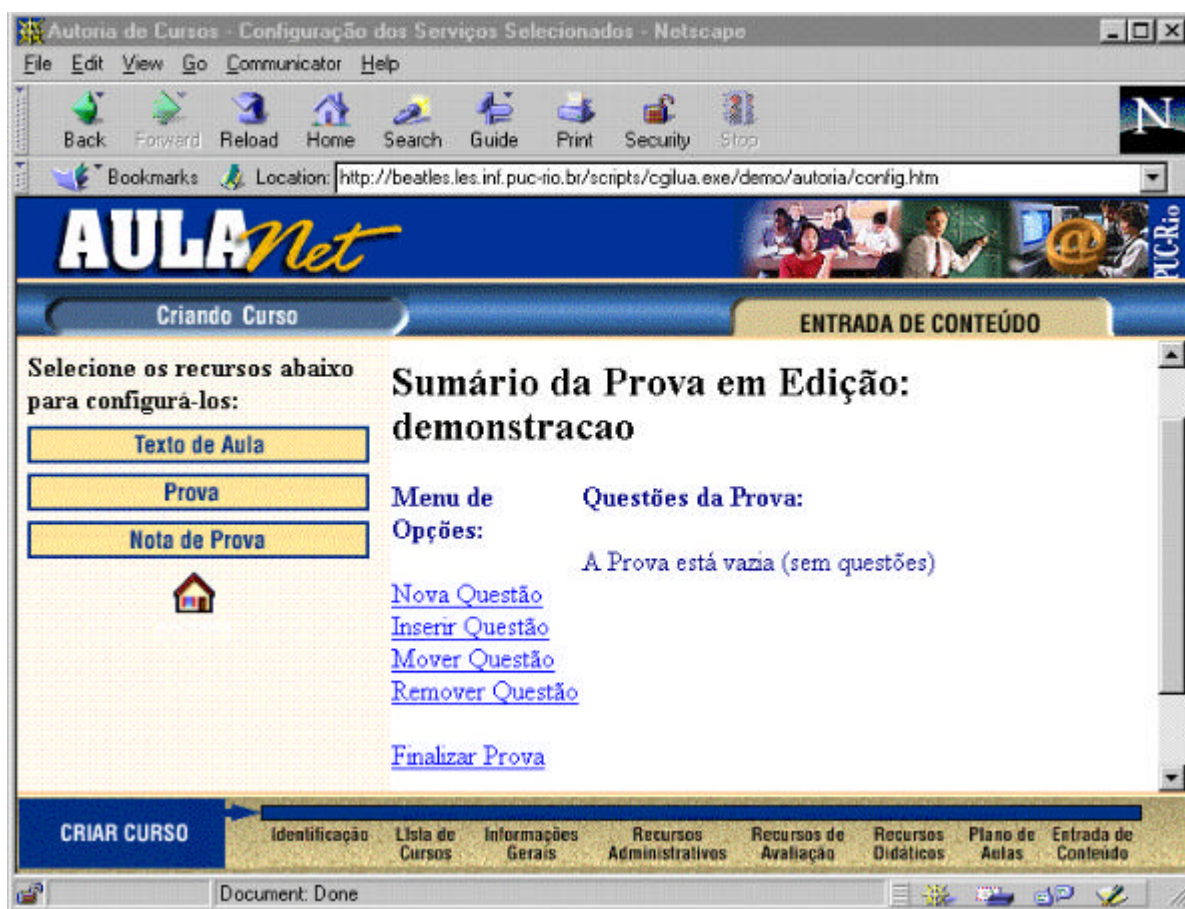 Autoria de Cursos - Configuração dos Serviços Selecionados - Netscape
File Edit View Go Communicator Help
Back Forward Reload Home Search Guide Print Security Stop
N
Bookmarks Location: http://beatles.les.inf.puc-rio.br/scripts/cgilua.exe/demo/autoria/config.htm
AULANet
@
PUC-Rio
Criando Curso
ENTRADA DE CONTEÚDO
Selecione os recursos abaixo
para configurá-los:
Texto de Aula
Prova
Nota de Prova
Sumário da Prova em Edição:
demonstracao
Menu de
Opções:
Questões da Prova:
A Prova está vazia (sem questões)
Nova Questão
Inserir Questão
Mover Questão
Remover Questão
Finalizar Prova
CRIAR CURSO
Identificação
Lista de
Cursos
Informações
Gerais
Recursos
Administrativos
Recursos de
Avaliação
Recursos
Didáticos
Plano de
Aulas
Entrada de
Conteúdo
Document: Done